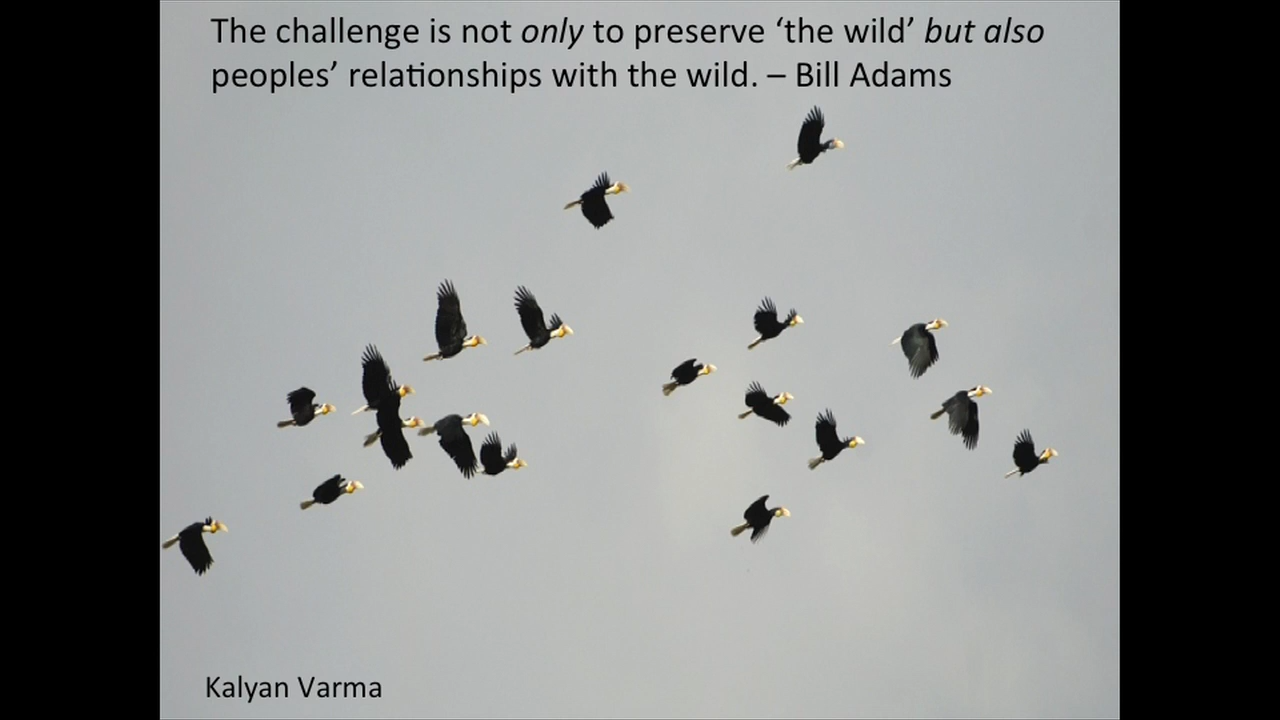 The challenge is not only to preserve ‘the wild’ but also
peoples’ relationships with the wild. – Bill Adams
Kalyan Varma